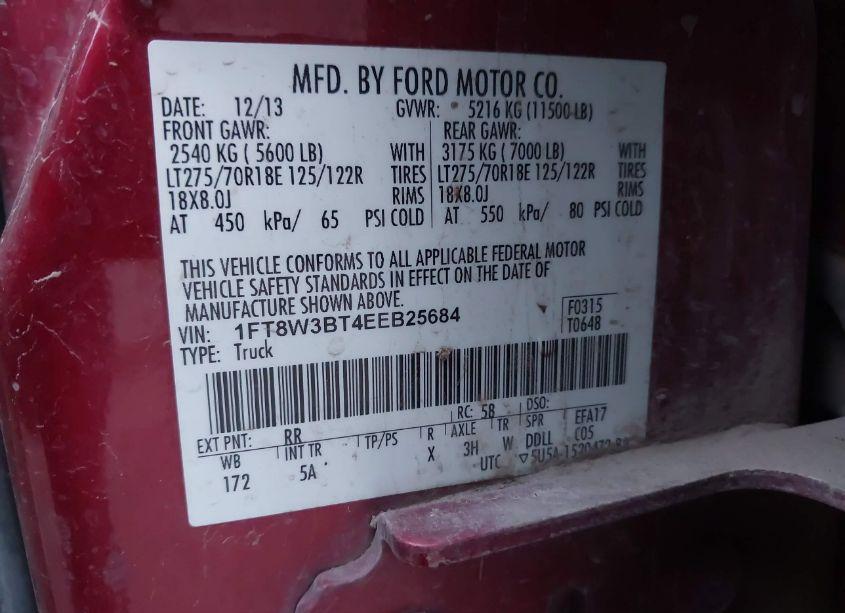 MFD. BY FORD MOTOR CO.
DATE: 12/13 GVWR: 5216 KG (11500 LB)
FRONT GAWR: REAR GAWR:
2540 KG ( 5600 LB) WITH 3175 KG ( 7000 LB) WITH
LT275/70R18E 125/122R TIRES LT275/70R18E 125/122R TIRES
18X8.0J RIMS 18X8.0J RIMS
AT 450 kPa/ 65 PSI COLD AT 550 kPa/ 80 PSI COLD
THIS VEHICLE CONFORMS TO ALL APPLICABLE FEDERAL MOTOR
VEHICLE SAFETY STANDARDS IN EFFECT ON THE DATE OF
MANUFACTURE SHOWN ABOVE.
VIN: 1FT8W3BT4EEB25684 F0315
TYPE: Truck T0648
EXT PNT: RR RC: 5B DSO:
WB INT TR TP/PS R AXLE TR SPR EFA17
172 5A X 3H W DDLL C05
UTC